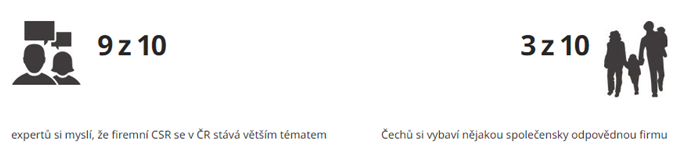 9 z 10
3 z 10
expertů si myslí, že firemní CSR se v ČR stává větším tématem
Čechů si vybaví nějakou společensky odpovědnou firmu